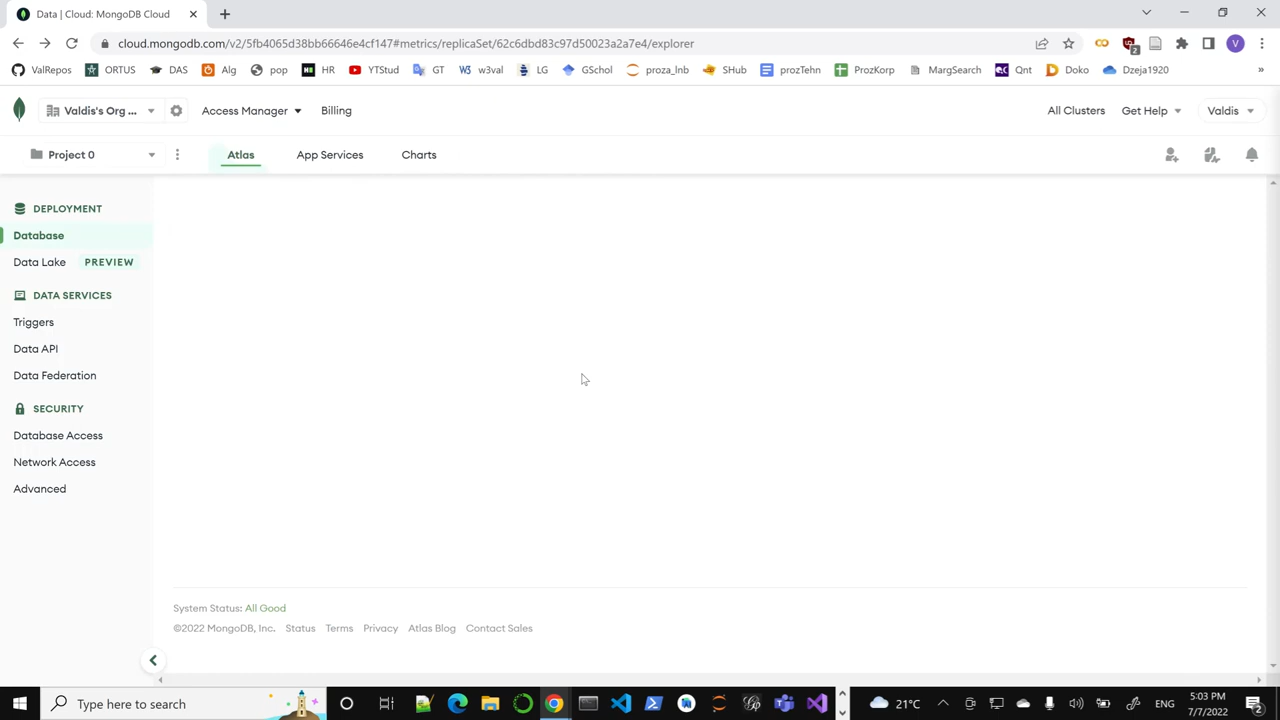 Data | Cloud: MongoDB Cloud
cloud.mongodb.com/v2/5fb4065d38bb66646e4cf147#metrics/replicaSet/62c6dbd83c97d50023a2a7e4/explorer
2
V
ValRepos ORTUS DAS Alg pop HR YTStud GT w3val LG GSchol proza_lnb SHub prozTehn ProzKorp MargSearch Qnt Doko Dzeja1920 »
Valdis's Org ... Access Manager Billing All Clusters Get Help Valdis
Project 0 Atlas App Services Charts
DEPLOYMENT
Database
Data Lake PREVIEW
DATA SERVICES
Triggers
Data API
Data Federation
SECURITY
Database Access
Network Access
Advanced
System Status: All Good
©2022 MongoDB, Inc. Status Terms Privacy Atlas Blog Contact Sales
Type here to search
21°C
ENG
5:03 PM
7/7/2022
2